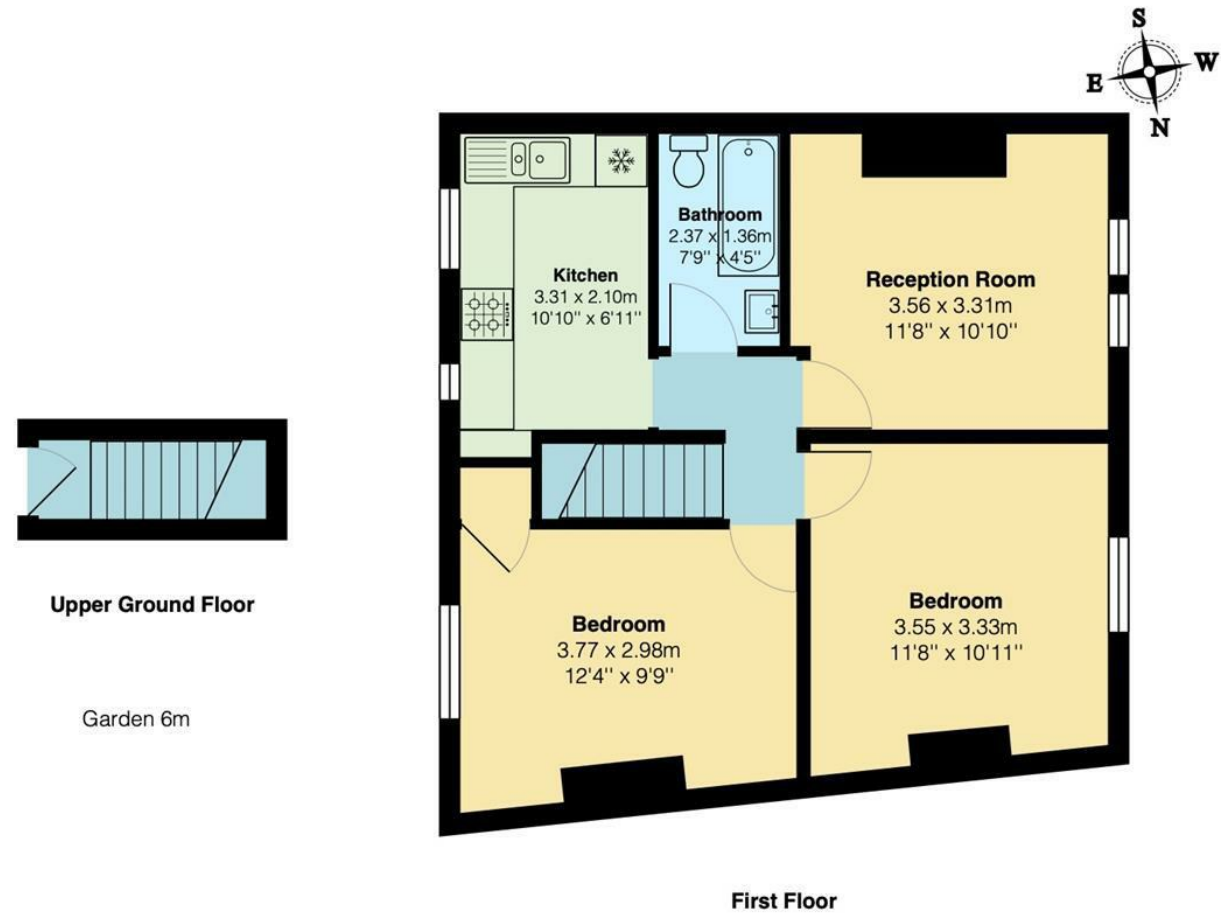 S
E W
N
Kitchen
3.31 x 2.10m
10'10'' x 6'11''
Bathroom
2.37 x 1.36m
7'9'' x 4'5''
Reception Room
3.56 x 3.31m
11'8'' x 10'10''
Upper Ground Floor
Garden 6m
Bedroom
3.77 x 2.98m
12'4'' x 9'9''
Bedroom
3.55 x 3.33m
11'8'' x 10'11''
First Floor